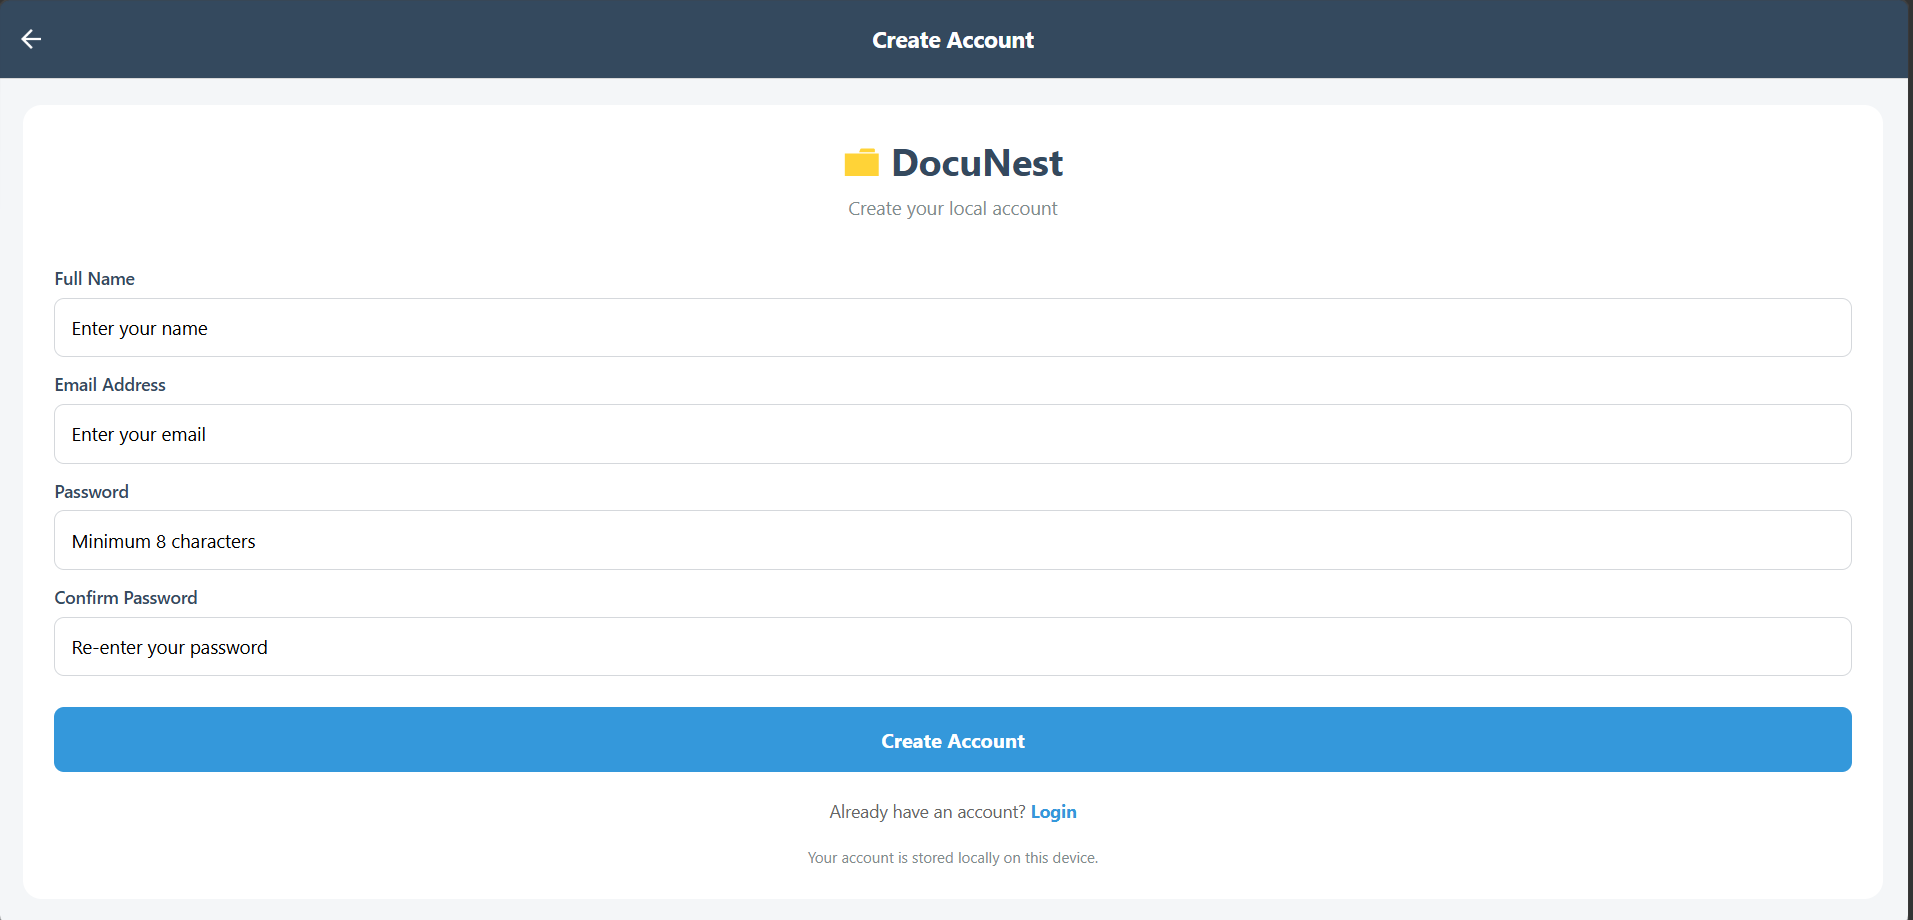 Create Account
DocuNest
Create your local account
Full Name
Enter your name
Email Address
Enter your email
Password
Minimum 8 characters
Confirm Password
Re-enter your password
Create Account
Already have an account? Login
Your account is stored locally on this device.